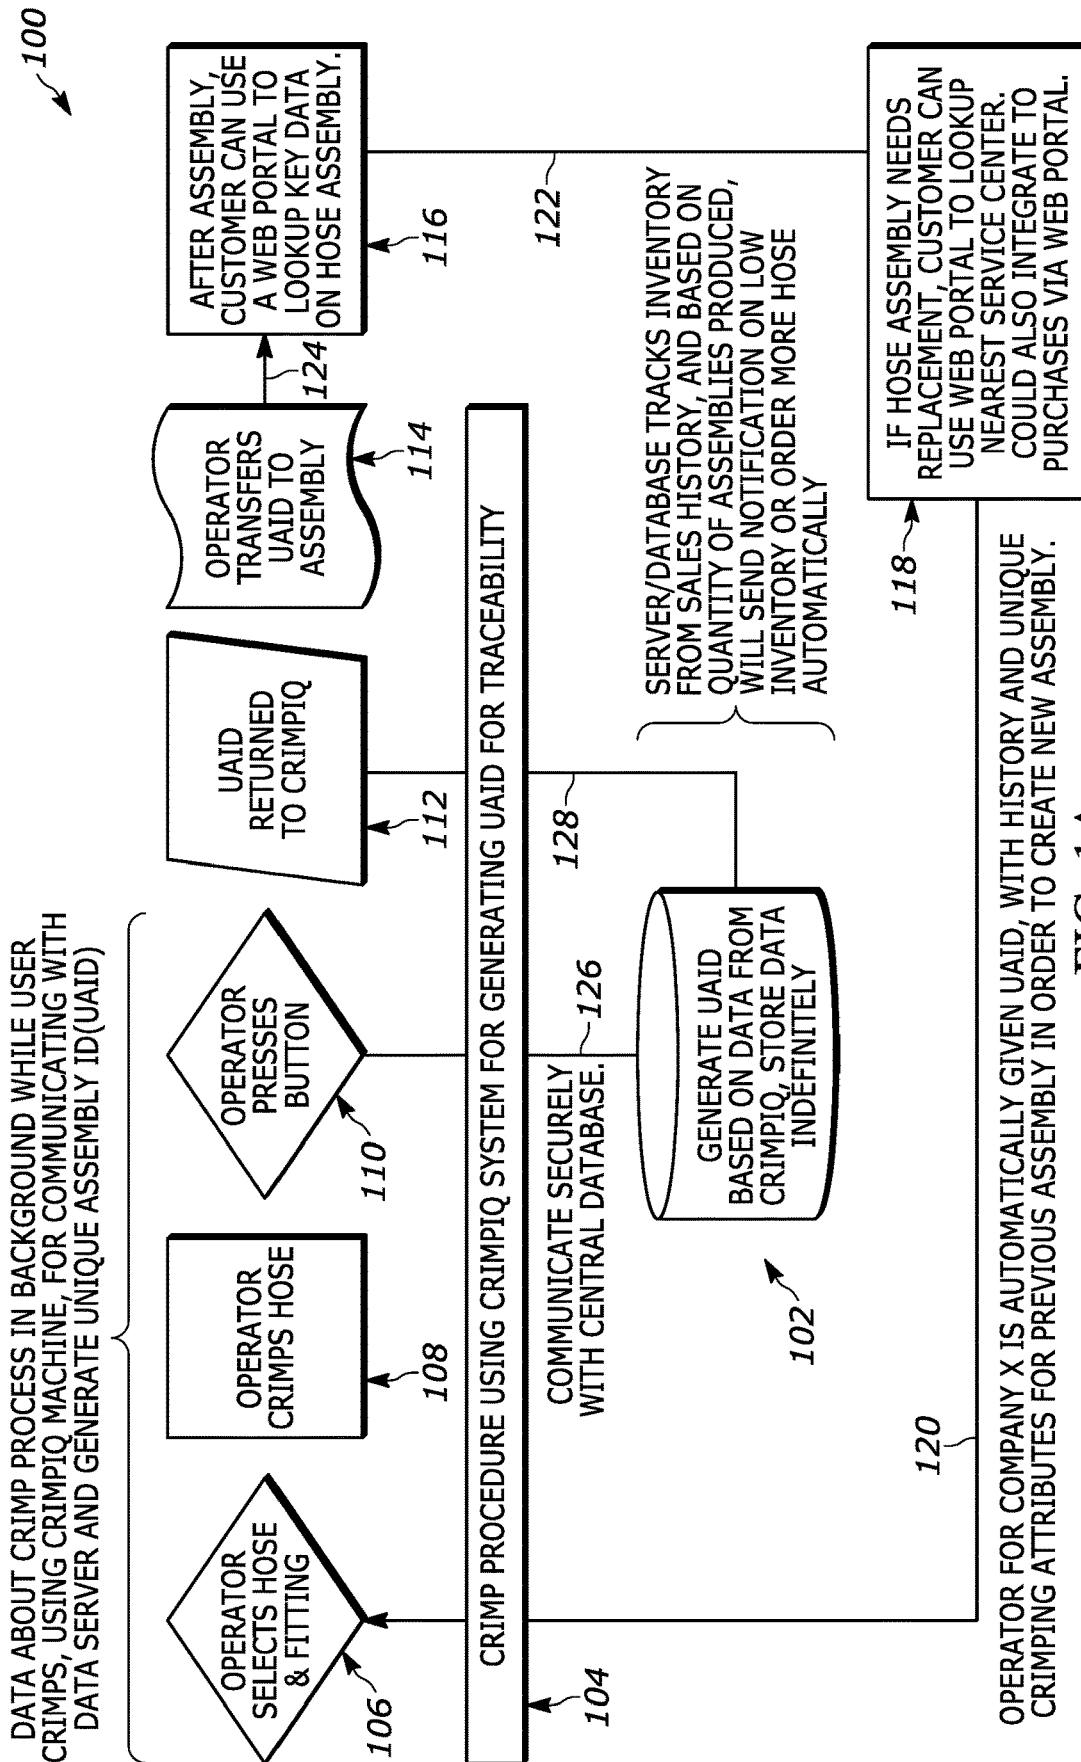 100
DATA ABOUT CRIMP PROCESS IN BACKGROUND WHILE USER
CRIMPS, USING CRIMPIQ MACHINE, FOR COMMUNICATING WITH
DATA SERVER AND GENERATE UNIQUE ASSEMBLY ID(UAID)
OPERATOR
SELECTS HOSE
& FITTING
106
OPERATOR
CRIMPS HOSE
108
OPERATOR
PRESSES
BUTTON
110
UAID
RETURNED
TO CRIMPIQ
112
OPERATOR
TRANSFERS
UAID TO
ASSEMBLY
114
124
AFTER ASSEMBLY,
CUSTOMER CAN USE
A WEB PORTAL TO
LOOKUP KEY DATA
ON HOSE ASSEMBLY.
116
CRIMP PROCEDURE USING CRIMPIQ SYSTEM FOR GENERATING UAID FOR TRACEABILITY
104
COMMUNICATE SECURELY
WITH CENTRAL DATABASE.
126
128
122
GENERATE UAID
BASED ON DATA FROM
CRIMPIQ, STORE DATA
INDEFINITELY
102
SERVER/DATABASE TRACKS INVENTORY
FROM SALES HISTORY, AND BASED ON
QUANTITY OF ASSEMBLIES PRODUCED,
WILL SEND NOTIFICATION ON LOW
INVENTORY OR ORDER MORE HOSE
AUTOMATICALLY
IF HOSE ASSEMBLY NEEDS
REPLACEMENT, CUSTOMER CAN
USE WEB PORTAL TO LOOKUP
NEAREST SERVICE CENTER.
COULD ALSO INTEGRATE TO
PURCHASES VIA WEB PORTAL.
118
120
OPERATOR FOR COMPANY X IS AUTOMATICALLY GIVEN UAID, WITH HISTORY AND UNIQUE
CRIMPING ATTRIBUTES FOR PREVIOUS ASSEMBLY IN ORDER TO CREATE NEW ASSEMBLY.